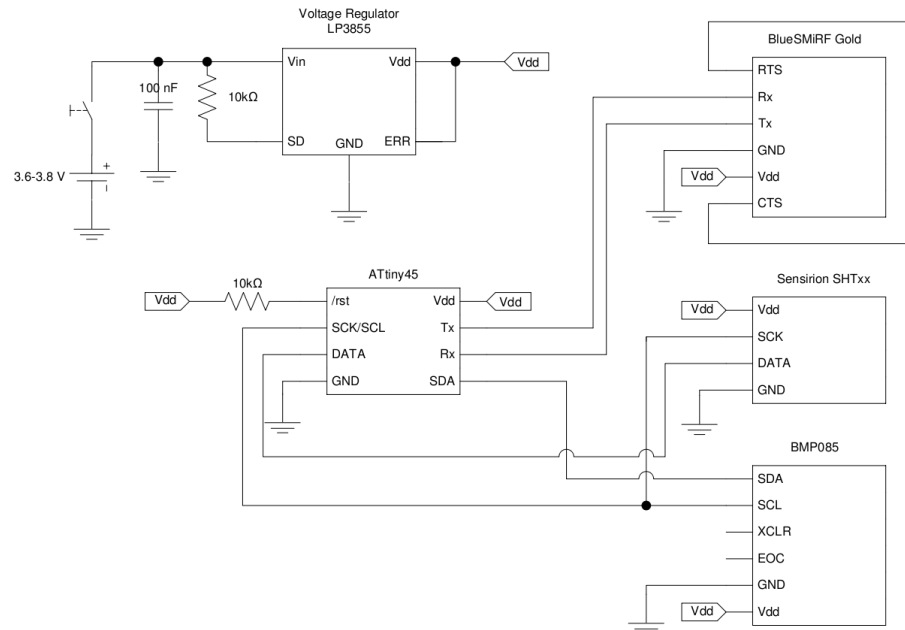 Voltage Regulator
LP3855
Vin
Vdd
Vdd
100 nF
10kΩ
SD
GND
ERR
3.6-3.8 V
+
−
BlueSMiRF Gold
RTS
Rx
Tx
GND
Vdd
Vdd
CTS
ATtiny45
10kΩ
Vdd
/rst
Vdd
Vdd
SCK/SCL
Tx
DATA
Rx
GND
SDA
Sensirion SHTxx
Vdd
Vdd
SCK
DATA
GND
BMP085
SDA
SCL
XCLR
EOC
GND
Vdd
Vdd